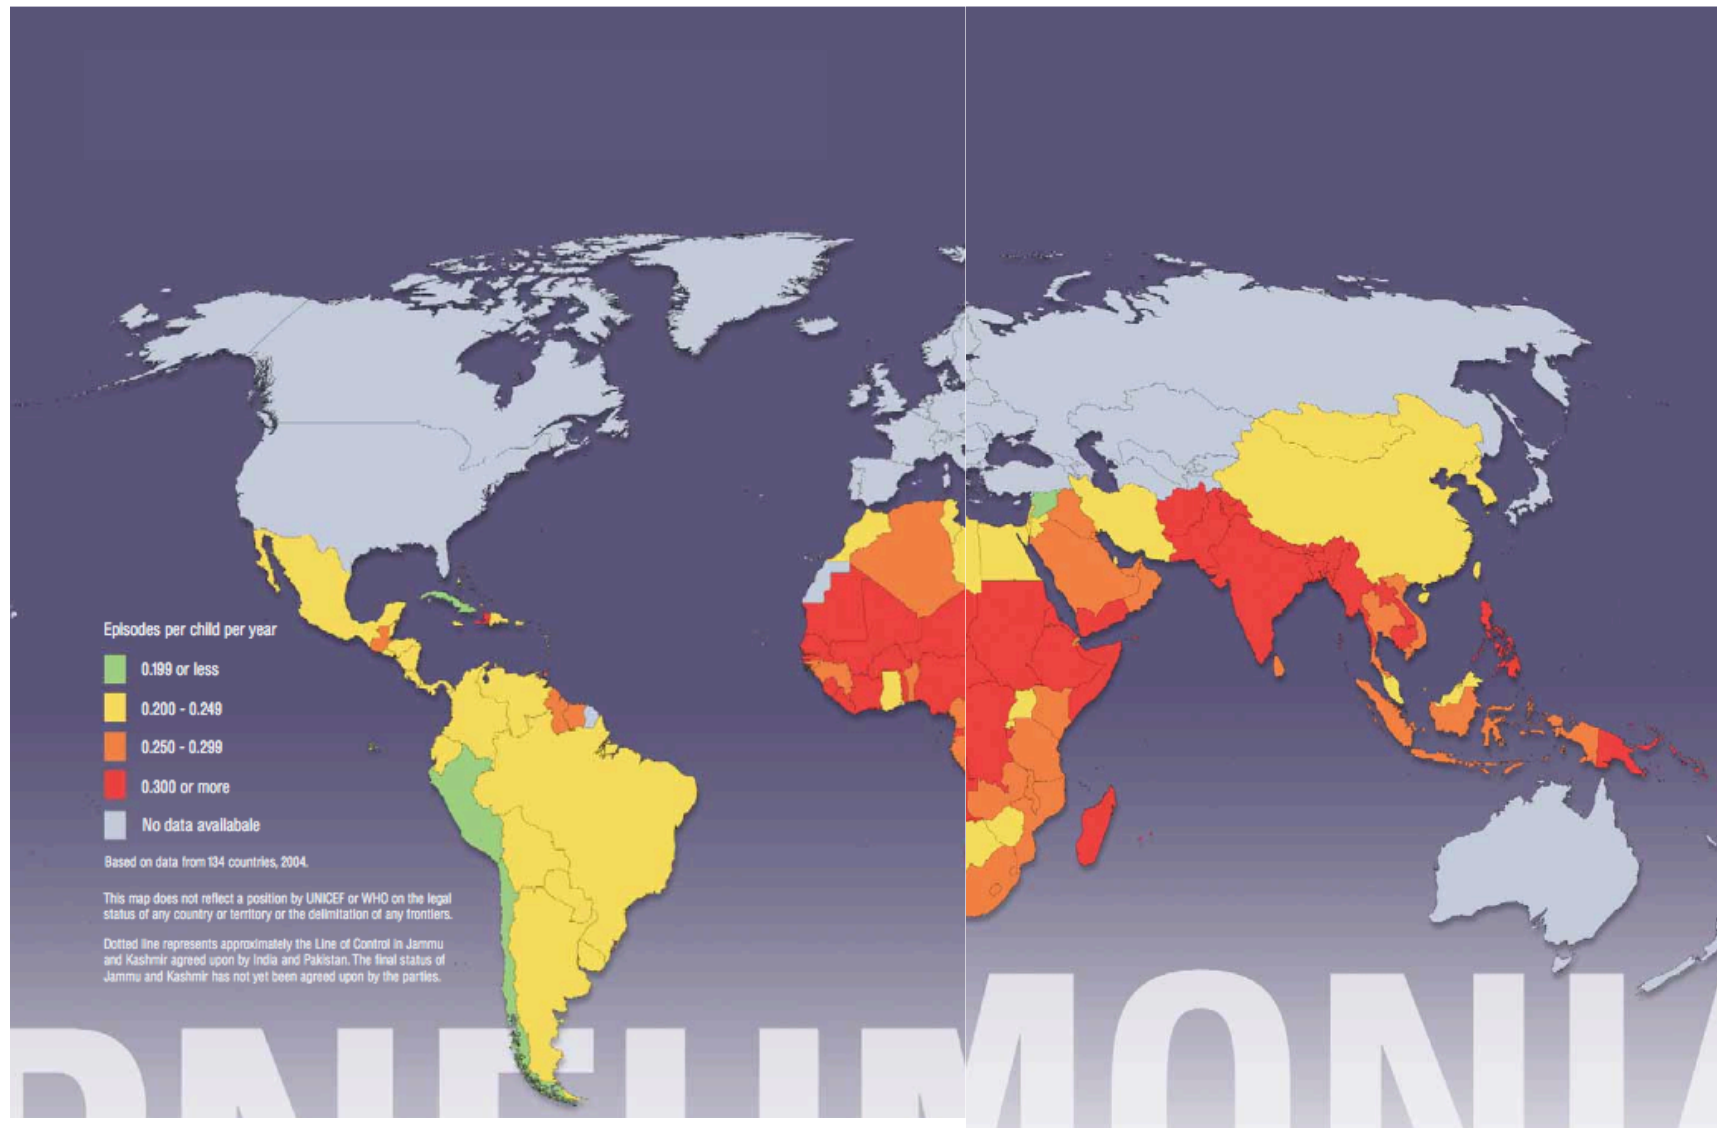 Episodes per child per year
0.199 or less
0.200 - 0.249
0.250 - 0.299
0.300 or more
No data availabale
Based on data from 134 countries, 2004.
This map does not reflect a position by UNICEF or WHO on the legal
status of any country or territory or the delimitation of any frontiers.
Dotted line represents approximately the Line of Control in Jammu
and Kashmir agreed upon by India and Pakistan. The final status of
Jammu and Kashmir has not yet been agreed upon by the parties.
PNEUMONIA